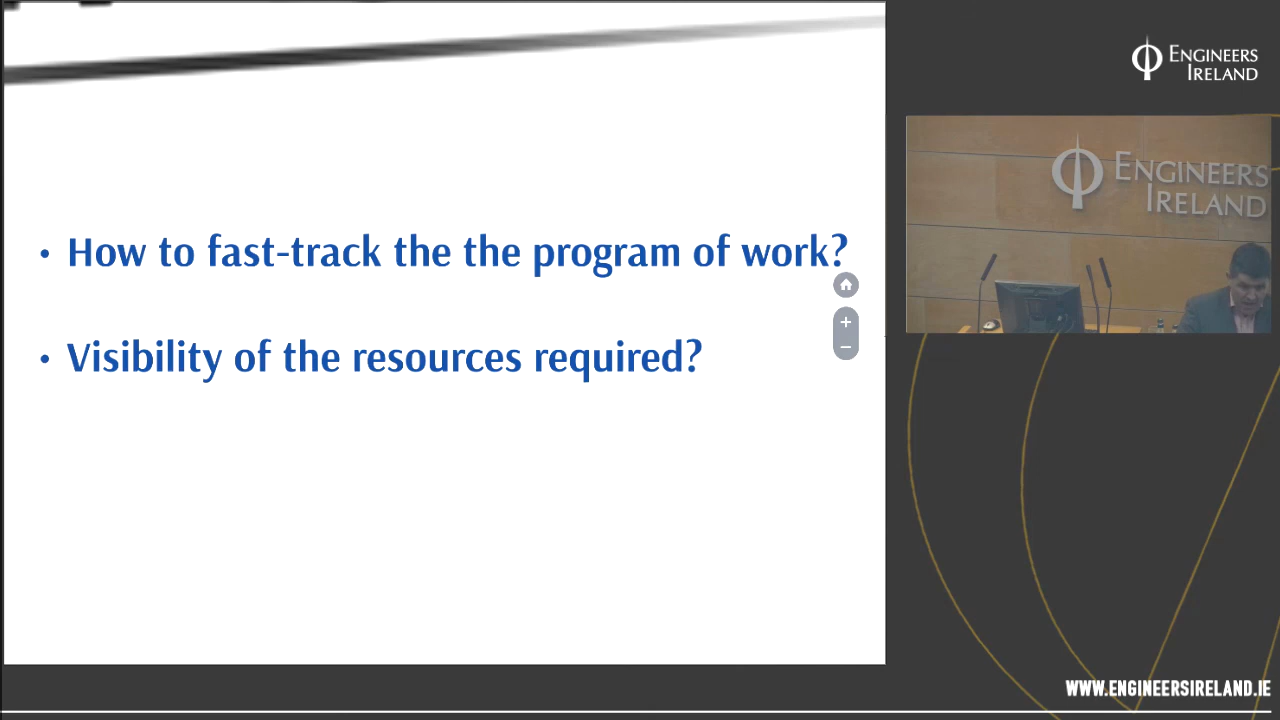 ENGINEERS
IRELAND
ENGINEERS
IRELAND
• How to fast-track the the program of work?
• Visibility of the resources required?
+
−
WWW.ENGINEERSIRELAND.IE